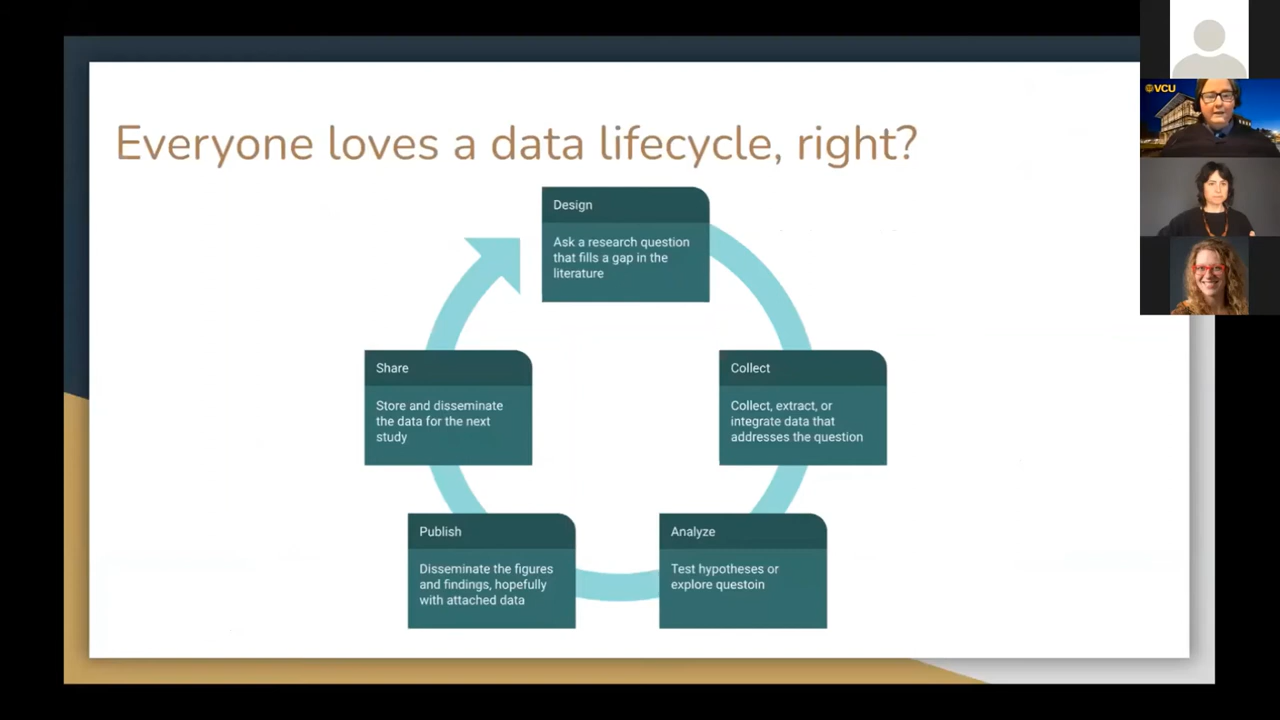 Everyone loves a data lifecycle, right?
VCU
Design
Ask a research question
that fills a gap in the
literature
Collect
Collect, extract, or
integrate data that
addresses the question
Analyze
Test hypotheses or
explore questoin
Publish
Disseminate the figures
and findings, hopefully
with attached data
Share
Store and disseminate
the data for the next
study